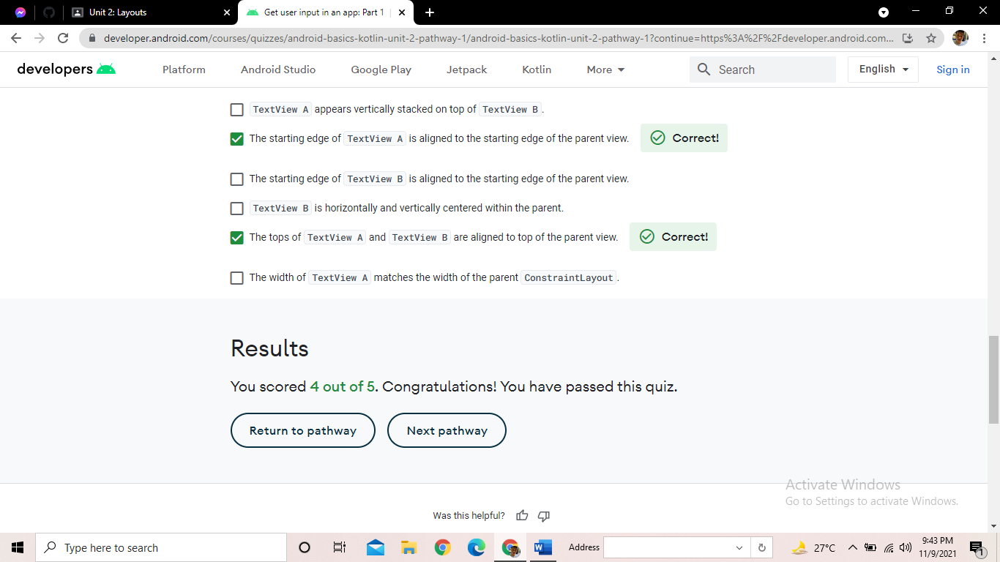 Unit 2: Layouts
Get user input in an app: Part 1
developer.android.com/courses/quizzes/android-basics-kotlin-unit-2-pathway-1/android-basics-kotlin-unit-2-pathway-1?continue=https%3A%2F%2Fdeveloper.android.com...
developers Platform Android Studio Google Play Jetpack Kotlin More Search English Sign in
TextView A appears vertically stacked on top of TextView B.
The starting edge of TextView A is aligned to the starting edge of the parent view. Correct!
The starting edge of TextView B is aligned to the starting edge of the parent view.
TextView B is horizontally and vertically centered within the parent.
The tops of TextView A and TextView B are aligned to top of the parent view. Correct!
The width of TextView A matches the width of the parent ConstraintLayout.
Results
You scored 4 out of 5. Congratulations! You have passed this quiz.
Return to pathway Next pathway
Activate Windows
Go to Settings to activate Windows.
Was this helpful?
Type here to search Address 27°C 9:43 PM
11/9/2021 1